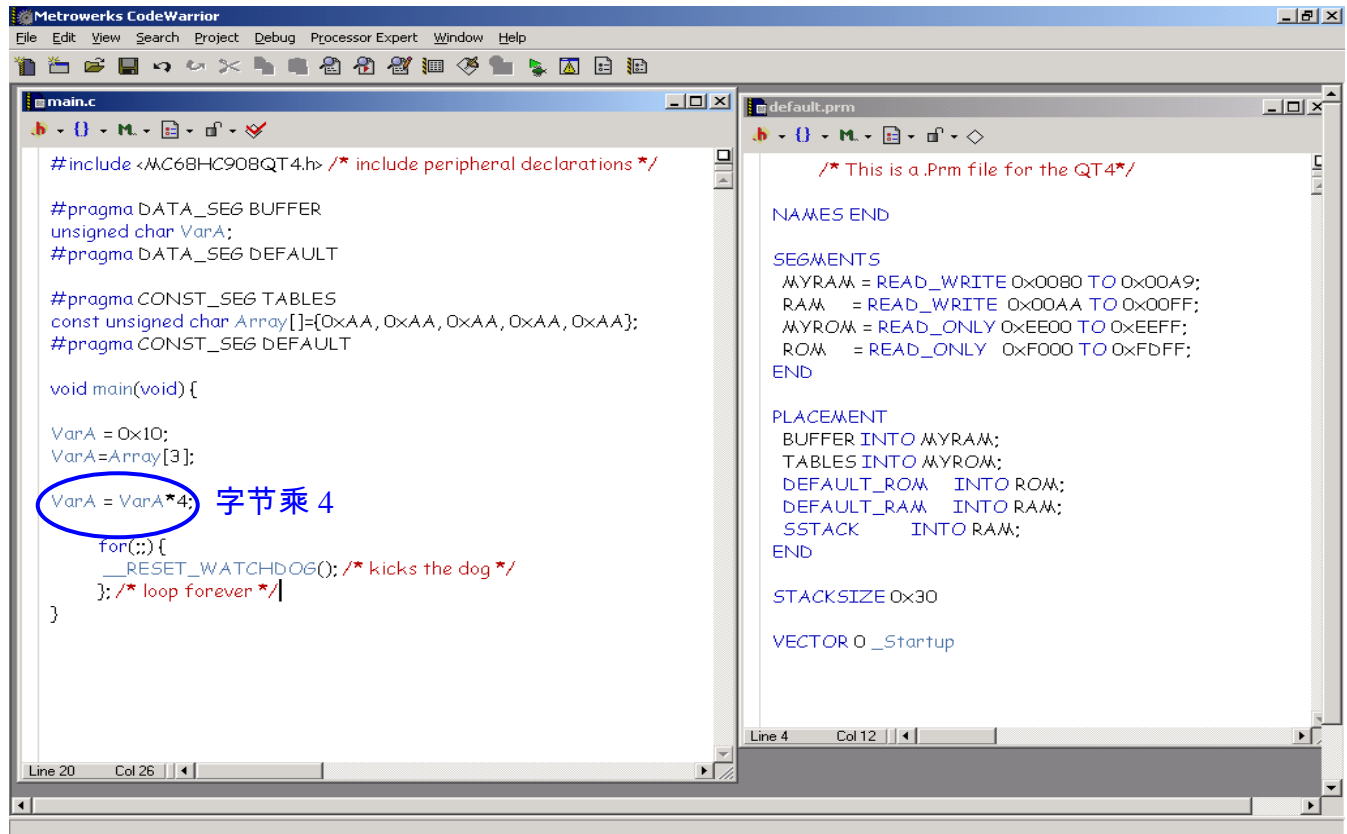 Metrowerks CodeWarrior
File Edit View Search Project Debug Processor Expert Window Help
main.c
#include <MC68HC908QT4.h> /* include peripheral declarations */
#pragma DATA_SEG BUFFER
unsigned char VarA;
#pragma DATA_SEG DEFAULT
#pragma CONST_SEG TABLES
const unsigned char Array[]={0xAA, 0xAA, 0xAA, 0xAA, 0xAA};
#pragma CONST_SEG DEFAULT
void main(void) {
VarA = 0x10;
VarA=Array[3];
VarA = VarA*4; 字节乘 4
for(;;) {
__RESET_WATCHDOG(); /* kicks the dog */
}; /* loop forever */
}
Line 20 Col 26
default.prm
/* This is a .Prm file for the QT4*/
NAMES END
SEGMENTS
MYRAM = READ_WRITE 0x0080 TO 0x00A9;
RAM = READ_WRITE 0x00AA TO 0x00FF;
MYROM = READ_ONLY 0xEE00 TO 0xEEFF;
ROM = READ_ONLY 0xF000 TO 0xFDFF;
END
PLACEMENT
BUFFER INTO MYRAM;
TABLES INTO MYROM;
DEFAULT_ROM INTO ROM;
DEFAULT_RAM INTO RAM;
SSTACK INTO RAM;
END
STACKSIZE 0x30
VECTOR 0 _Startup
Line 4 Col 12